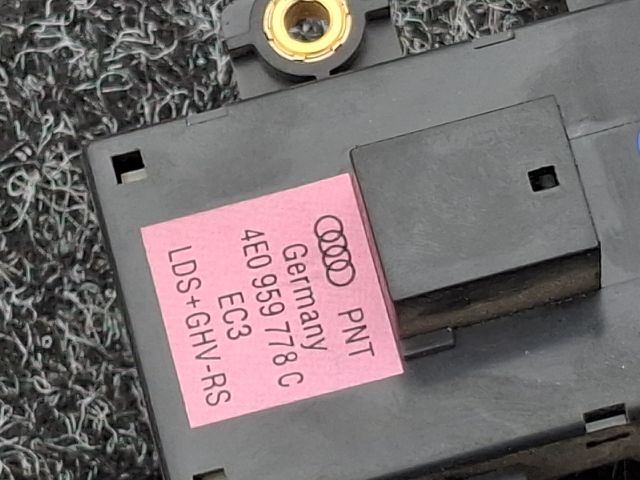 PNT
Germany
4E0 959 778 C
EC3
LDS+GHV-RS